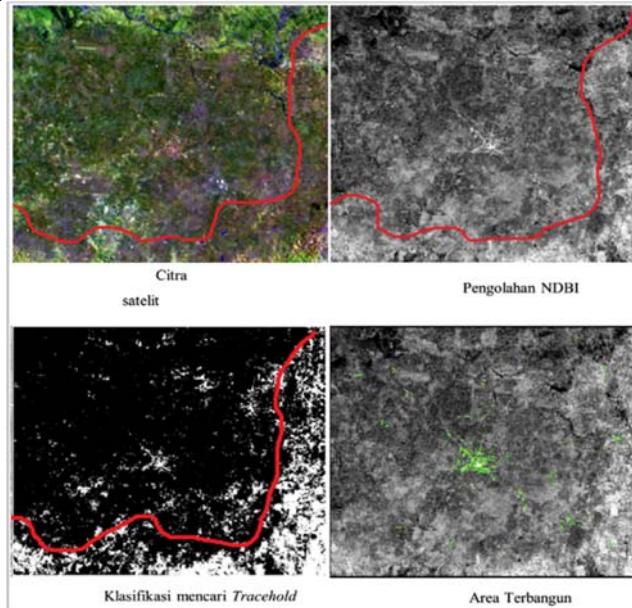 Citra
satelit
Pengolahan NDBI
Klasifikasi mencari Tracehold
Area Terbangun